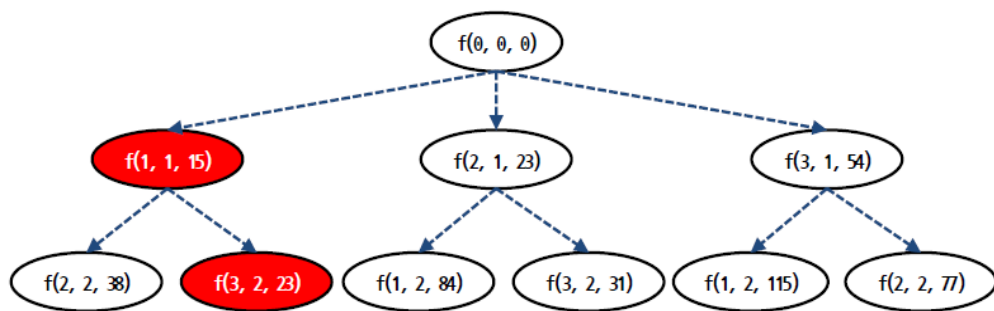 f(0, 0, 0)
f(1, 1, 15)
f(2, 1, 23)
f(3, 1, 54)
f(2, 2, 38)
f(3, 2, 23)
f(1, 2, 84)
f(3, 2, 31)
f(1, 2, 115)
f(2, 2, 77)